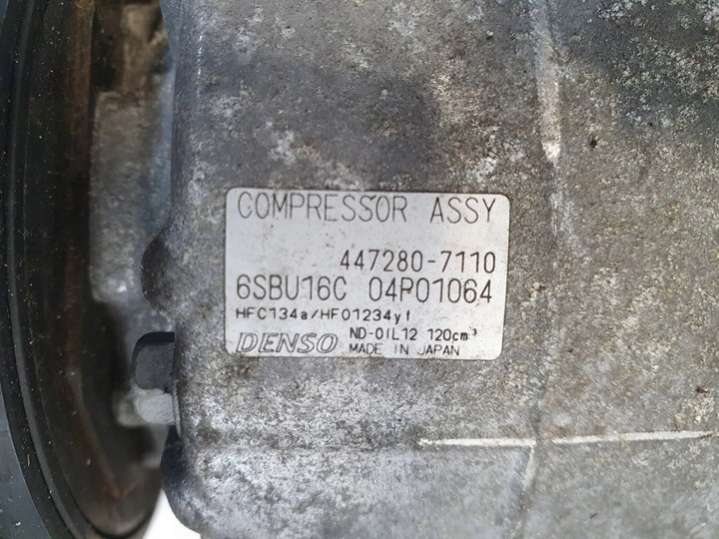 COMPRESSOR ASSY
447280-7110
6SBU16C 04P01064
HFC134a/HFO1234yf
DENSO ND-OIL12 120cm³
MADE IN JAPAN